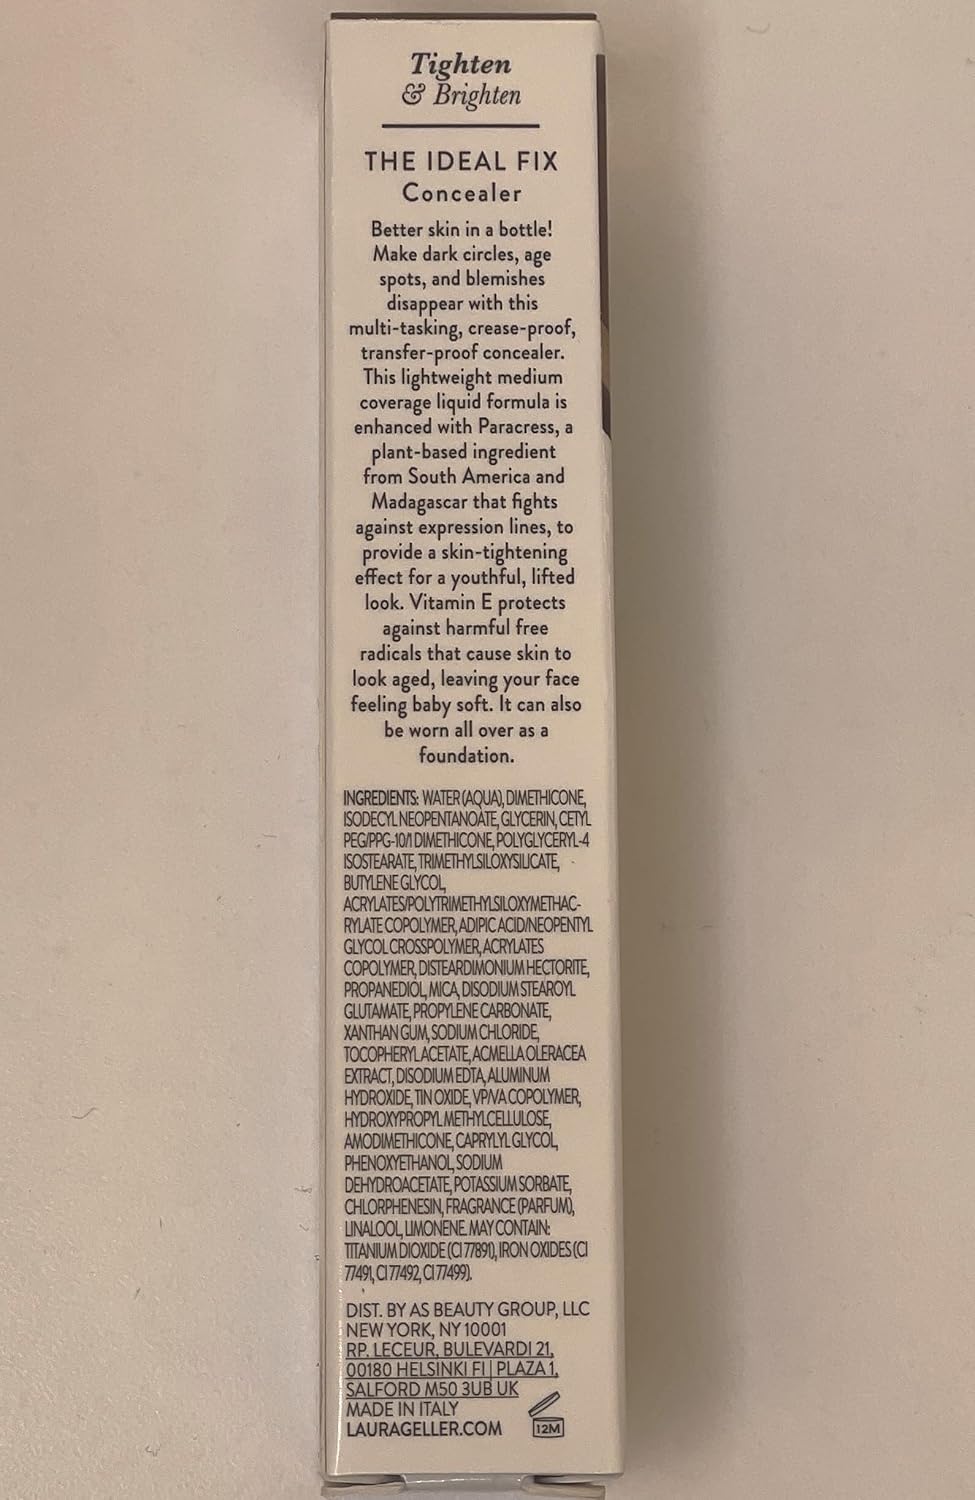 Tighten
& Brighten
THE IDEAL FIX
Concealer
Better skin in a bottle!
Make dark circles, age
spots, and blemishes
disappear with this
multi-tasking, crease-proof,
transfer-proof concealer.
This lightweight medium
coverage liquid formula is
enhanced with Paracress, a
plant-based ingredient
from South America and
Madagascar that fights
against expression lines, to
provide a skin-tightening
effect for a youthful, lifted
look. Vitamin E protects
against harmful free
radicals that cause skin to
look aged, leaving your face
feeling baby soft. It can also
be worn all over as a
foundation.
INGREDIENTS: WATER (AQUA), DIMETHICONE,
ISODECYL NEOPENTANOATE, GLYCERIN, CETYL
PEG/PPG-10/1 DIMETHICONE, POLYGLYCERYL-4
ISOSTEARATE, TRIMETHYLSILOXYSILICATE,
BUTYLENE GLYCOL,
ACRYLATES/POLYTRIMETHYLSILOXYMETHAC-
RYLATE COPOLYMER, ADIPIC ACID/NEOPENTYL
GLYCOL CROSSPOLYMER, ACRYLATES
COPOLYMER, DISTEARDIMONIUM HECTORITE,
PROPANEDIOL, MICA, DISODIUM STEAROYL
GLUTAMATE, PROPYLENE CARBONATE,
XANTHAN GUM, SODIUM CHLORIDE,
TOCOPHERYL ACETATE, ACMELLA OLERACEA
EXTRACT, DISODIUM EDTA, ALUMINUM
HYDROXIDE, TIN OXIDE, VP/VA COPOLYMER,
HYDROXYPROPYL METHYLCELLULOSE,
AMODIMETHICONE, CAPRYLYL GLYCOL,
PHENOXYETHANOL, SODIUM
DEHYDROACETATE, POTASSIUM SORBATE,
CHLORPHENESIN, FRAGRANCE (PARFUM),
LINALOOL, LIMONENE. MAY CONTAIN:
TITANIUM DIOXIDE (CI 77891), IRON OXIDES (CI
77491, CI 77492, CI 77499).
DIST. BY AS BEAUTY GROUP, LLC
NEW YORK, NY 10001
RP. LECEUR, BULEVARDI 21,
00180 HELSINKI FI | PLAZA 1,
SALFORD M50 3UB UK
MADE IN ITALY
LAURAGELLER.COM
12M